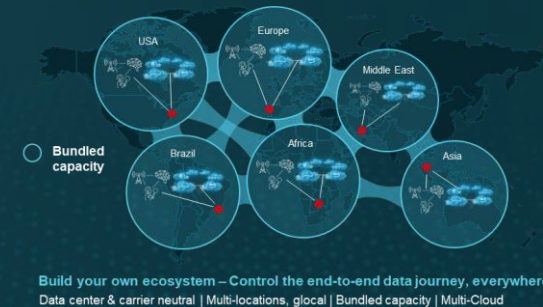 USA
Europe
Middle East
Bundled
capacity
Brazil
Africa
Asia
Build your own ecosystem – Control the end-to-end data journey, everywher
Data center & carrier neutral | Multi-locations, glocal | Bundled capacity | Multi-Cloud